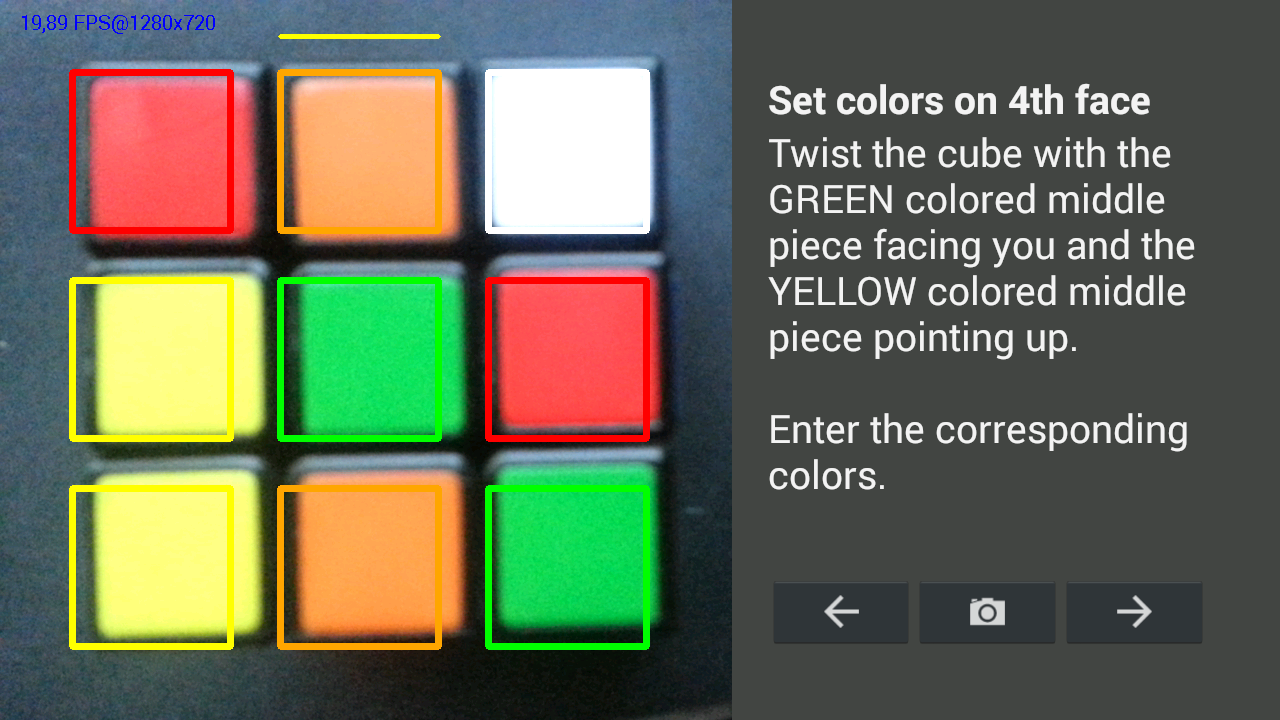 19,89 FPS@1280x720
Set colors on 4th face
Twist the cube with the
GREEN colored middle
piece facing you and the
YELLOW colored middle
piece pointing up.
Enter the corresponding
colors.